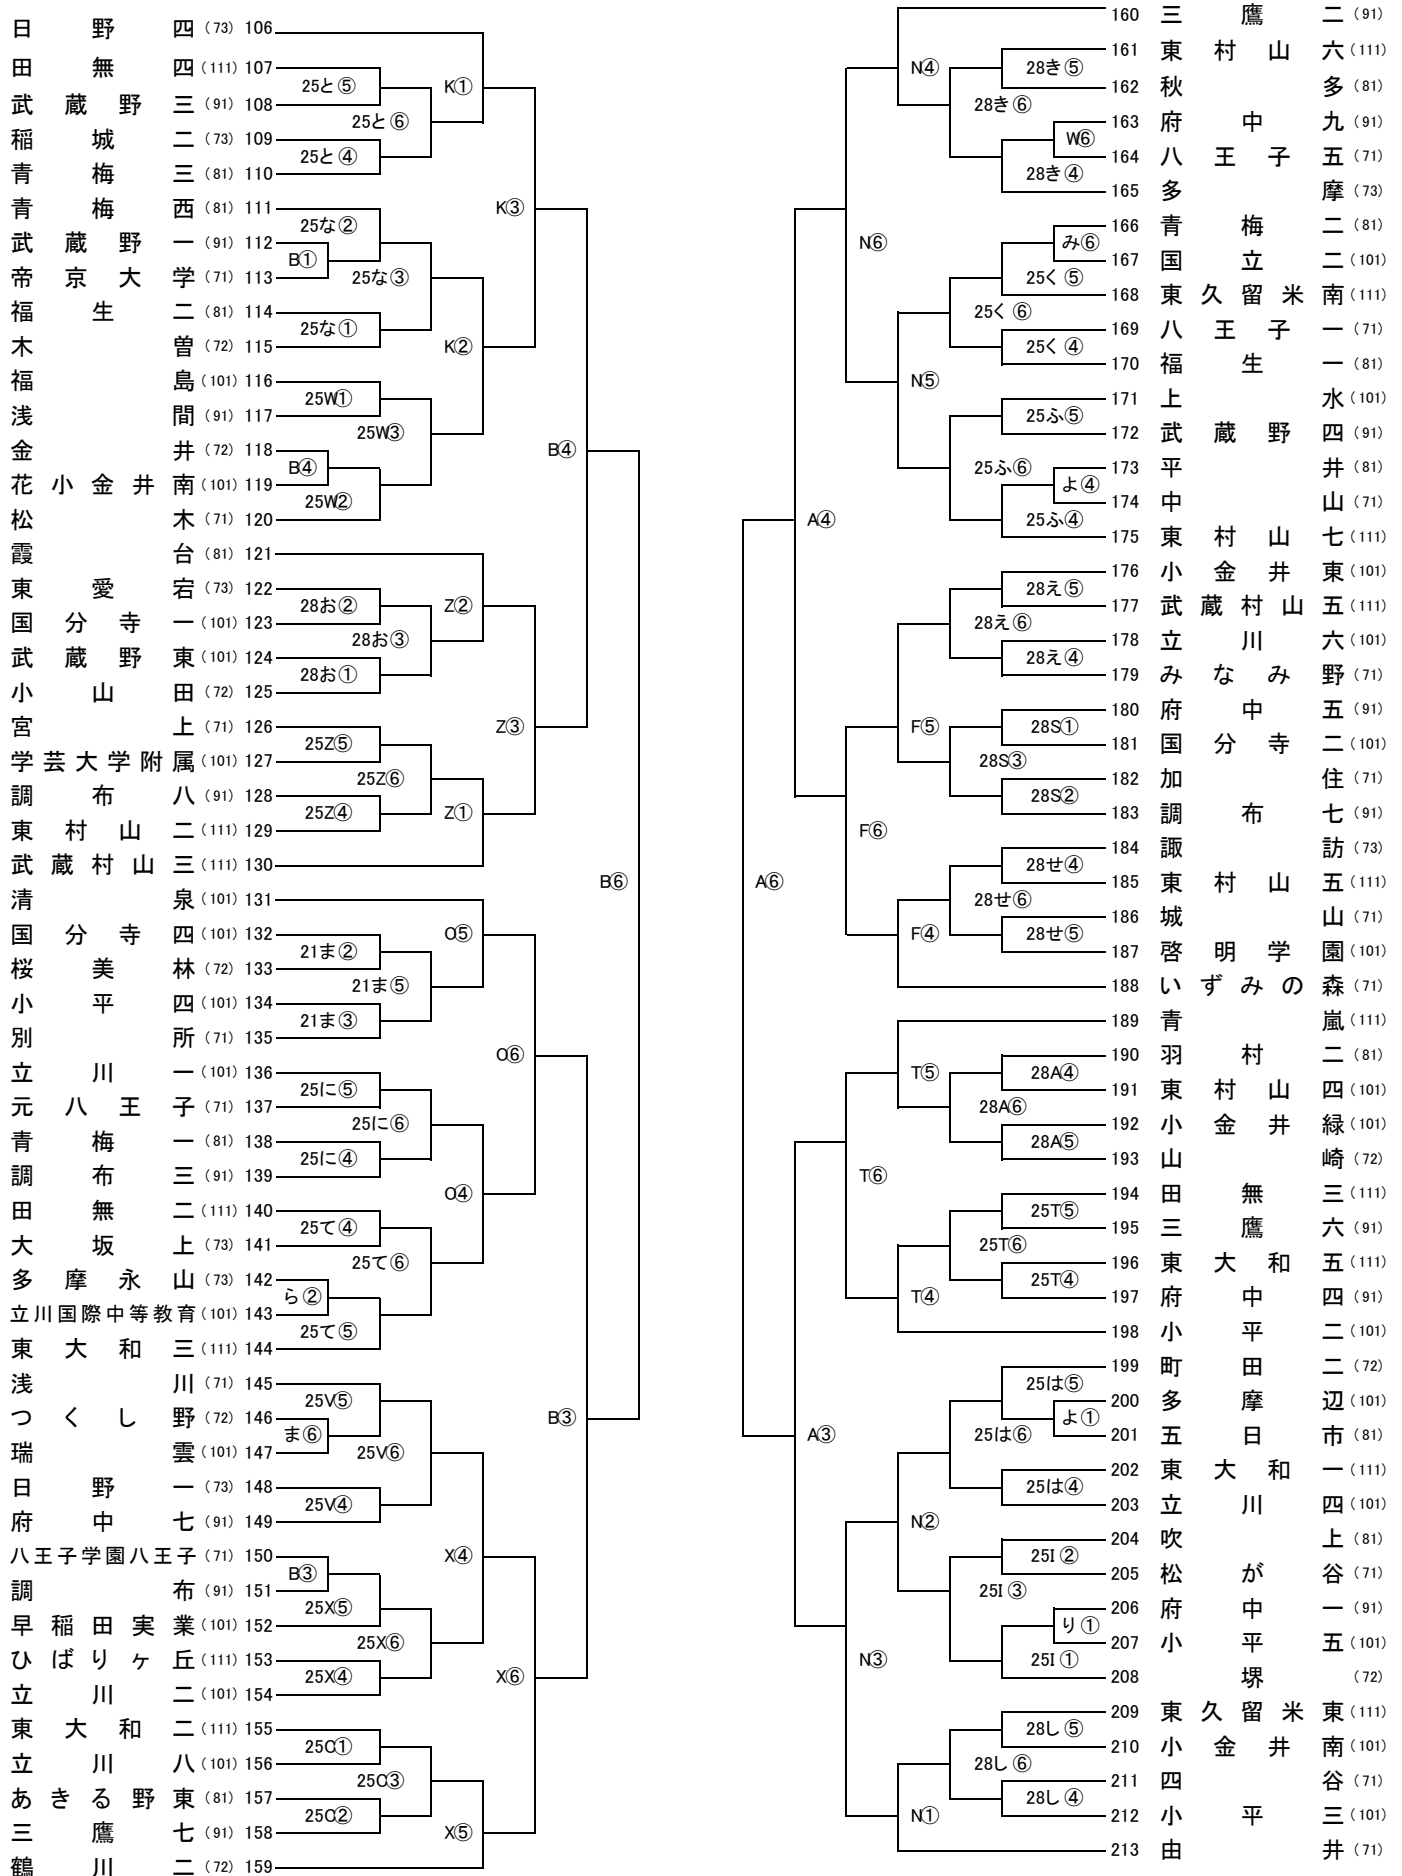 日野四 (73) 106
田無四 (111) 107
25と⑤
K①
武蔵野三 (91) 108
25と⑥
稲城二 (73) 109
25と④
青梅三 (81) 110
青梅西 (81) 111
K③
25な②
武蔵野一 (91) 112
B①
帝京大学 (71) 113
25な③
福生二 (81) 114
25な①
木曽 (72) 115
K②
福島 (101) 116
25W①
浅間 (91) 117
25W③
金井 (72) 118
B④
B④
花小金井南 (101) 119
25W②
松木 (71) 120
霞台 (81) 121
東愛宕 (73) 122
28お②
Z②
国分寺一 (101) 123
28お③
武蔵野東 (101) 124
28お①
小山田 (72) 125
宮上 (71) 126
Z③
25Z⑤
学芸大学附属 (101) 127
25Z⑥
調布八 (91) 128
25Z④
Z①
東村山二 (111) 129
武蔵村山三 (111) 130
B⑥
清泉 (101) 131
国分寺四 (101) 132
O⑤
21ま②
桜美林 (72) 133
21ま⑤
小平四 (101) 134
21ま③
別所 (71) 135
O⑥
立川一 (101) 136
25に⑤
元八王子 (71) 137
25に⑥
青梅一 (81) 138
25に④
調布三 (91) 139
O④
田無二 (111) 140
25て④
大坂上 (73) 141
25て⑥
多摩永山 (73) 142
ら②
立川国際中等教育 (101) 143
25て⑤
東大和三 (111) 144
浅川 (71) 145
25V⑤
つくし野 (72) 146
B③
ま⑥
瑞雲 (101) 147
25V⑥
日野一 (73) 148
25V④
府中七 (91) 149
八王子学園八王子 (71) 150
X④
B③
調布 (91) 151
25X⑤
早稲田実業 (101) 152
25X⑥
ひばりヶ丘 (111) 153
25X④
X⑥
立川二 (101) 154
東大和二 (111) 155
25C①
立川八 (101) 156
25C③
あきる野東 (81) 157
25C②
三鷹七 (91) 158
X⑤
鶴川二 (72) 159
160 三鷹二 (91)
161 東村山六 (111)
N④
28き⑤
162 秋多 (81)
28き⑥
163 府中九 (91)
W⑥
164 八王子五 (71)
28き④
165 多摩 (73)
166 青梅二 (81)
N⑥
み⑥
167 国立二 (101)
25く⑤
168 東久留米南 (111)
25く⑥
169 八王子一 (71)
25く④
170 福生一 (81)
N⑤
171 上水 (101)
25ふ⑤
172 武蔵野四 (91)
25ふ⑥
173 平井 (81)
よ④
174 中山 (71)
A④
25ふ④
175 東村山七 (111)
176 小金井東 (101)
28え⑤
177 武蔵村山五 (111)
28え⑥
178 立川六 (101)
28え④
179 みなみ野 (71)
180 府中五 (91)
F⑤
28S①
181 国分寺二 (101)
28S③
182 加住 (71)
28S②
183 調布七 (91)
F⑥
184 諏訪 (73)
28せ④
A⑥
185 東村山五 (111)
28せ⑥
186 城山 (71)
F④
28せ⑤
187 啓明学園 (101)
188 いずみの森 (71)
189 青嵐 (111)
190 羽村二 (81)
T⑤
28A④
191 東村山四 (101)
28A⑥
192 小金井緑 (101)
28A⑤
193 山崎 (72)
T⑥
194 田無三 (111)
25T⑤
195 三鷹六 (91)
25T⑥
196 東大和五 (111)
25T④
197 府中四 (91)
T④
198 小平二 (101)
199 町田二 (72)
25は⑤
200 多摩辺 (101)
よ①
A③
25は⑥
201 五日市 (81)
202 東大和一 (111)
25は④
203 立川四 (101)
N②
204 吹上 (81)
25I②
205 松が谷 (71)
25I③
206 府中一 (91)
り①
207 小平五 (101)
N③
25I①
208 堺 (72)
209 東久留米東 (111)
28し⑤
210 小金井南 (101)
28し⑥
211 四谷 (71)
28し④
212 小平三 (101)
N①
213 由井 (71)